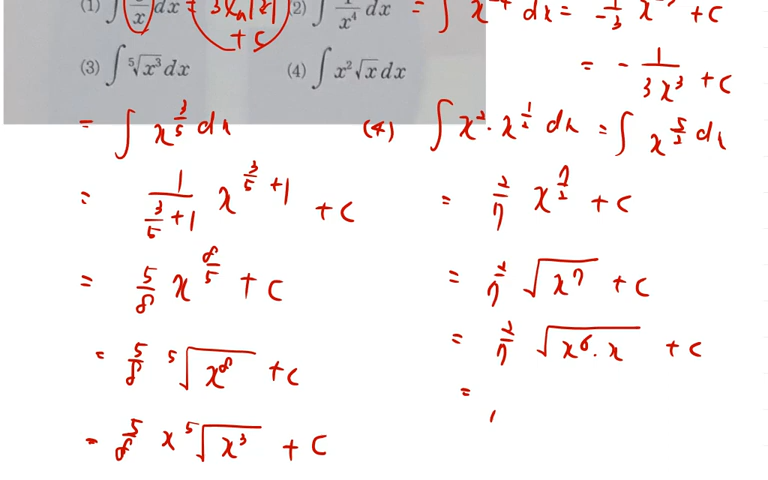 (1) ∫ 3/x dx = 3 ln|x| + C
(2) ∫ 1/x⁴ dx = ∫ x⁻⁴ dx = -1/3 x⁻³ + C
= - 1/(3x³) + C
(3) ∫ ⁵√x³ dx
(4) ∫ x²√x dx
= ∫ x^(3/5) dx
= 1/(3/5 + 1) x^(3/5 + 1) + C
= 5/8 x^(8/5) + C
= 5/8 ⁵√x⁸ + C
= 5/8 x ⁵√x³ + C
(4) ∫ x² · x^(1/2) dx = ∫ x^(5/2) dx
= 2/7 x^(7/2) + C
= 2/7 √x⁷ + C
= 2/7 √(x⁶ · x) + C
=